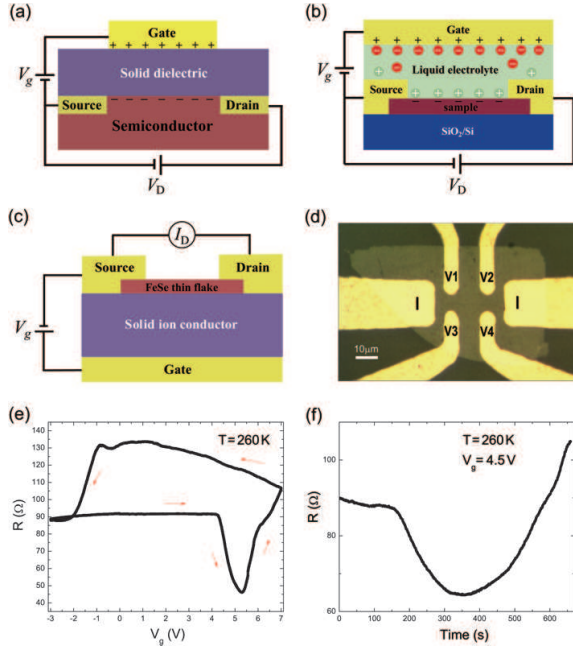 (a)
Gate
+ + + + + + + +
Solid dielectric
V_g
Source
Drain
Semiconductor
V_D
(b)
Gate
Liquid electrolyte
V_g
Source
Drain
sample
SiO₂/Si
V_D
(c)
I_D
Source
Drain
FeSe thin flake
V_g
Solid ion conductor
Gate
(d)
V1 V2
I I
V3 V4
10μm
(e)
T=260K
R (Ω)
140
130
120
110
100
90
80
70
60
50
40
-3 -2 -1 0 1 2 3 4 5 6 7
V_g (V)
(f)
T=260K
V_g=4.5V
R (Ω)
100
80
60
0 100 200 300 400 500 600
Time (s)